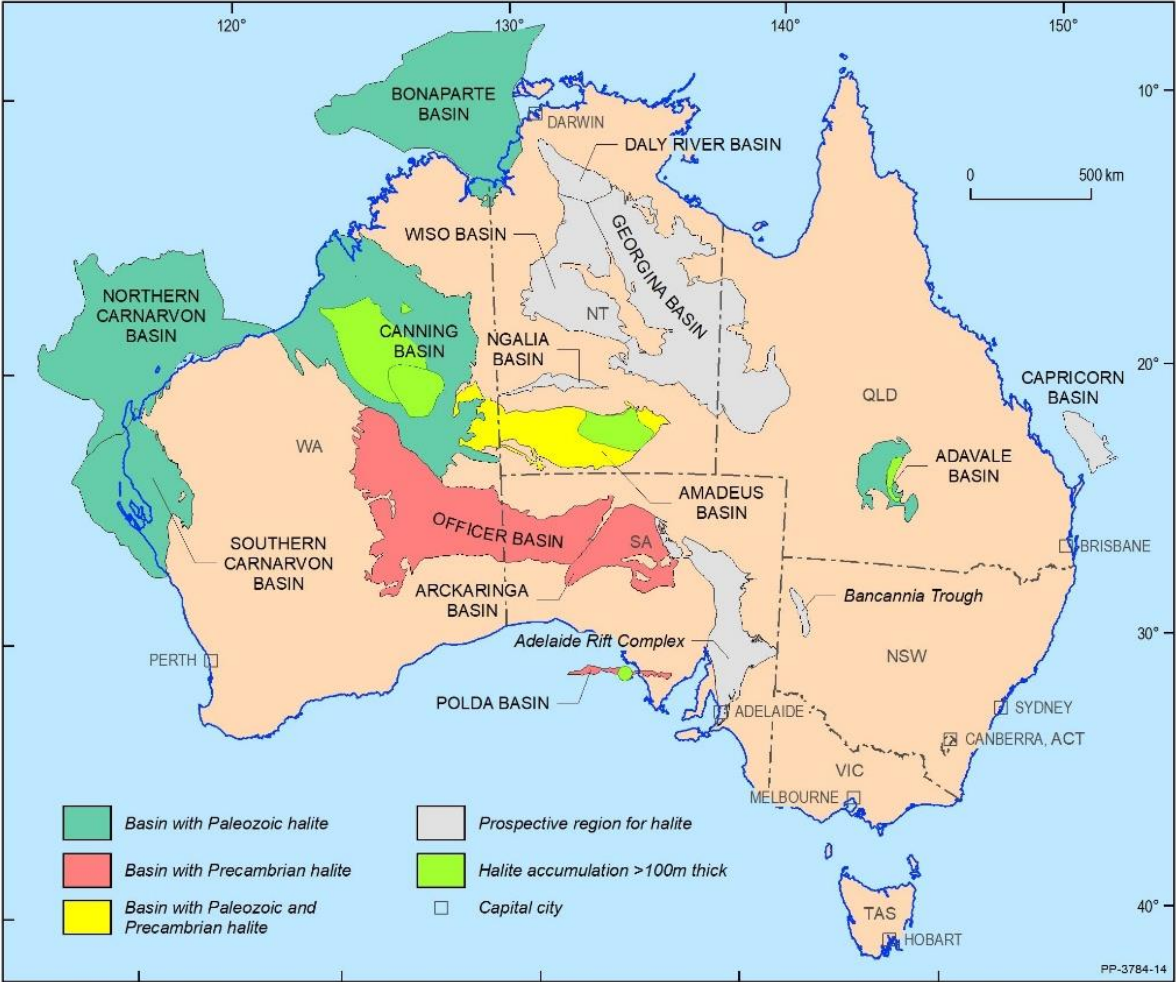 120°
130°
140°
150°
BONAPARTE
BASIN
10°
DARWIN
DALY RIVER BASIN
0
500 km
WISO BASIN
GEORGINA BASIN
NORTHERN
CARNARVON
BASIN
NT
CANNING
BASIN
NGALIA
BASIN
20°
CAPRICORN
BASIN
QLD
WA
ADAVALE
BASIN
AMADEUS
BASIN
OFFICER BASIN
SA
SOUTHERN
CARNARVON
BASIN
BRISBANE
ARCKARINGA
BASIN
Bancannia Trough
Adelaide Rift Complex
30°
NSW
PERTH
POLDA BASIN
ADELAIDE
SYDNEY
CANBERRA, ACT
VIC
MELBOURNE
Basin with Paleozoic halite
Basin with Precambrian halite
Basin with Paleozoic and
Precambrian halite
Prospective region for halite
Halite accumulation >100m thick
Capital city
40°
TAS
HOBART
PP-3784-14